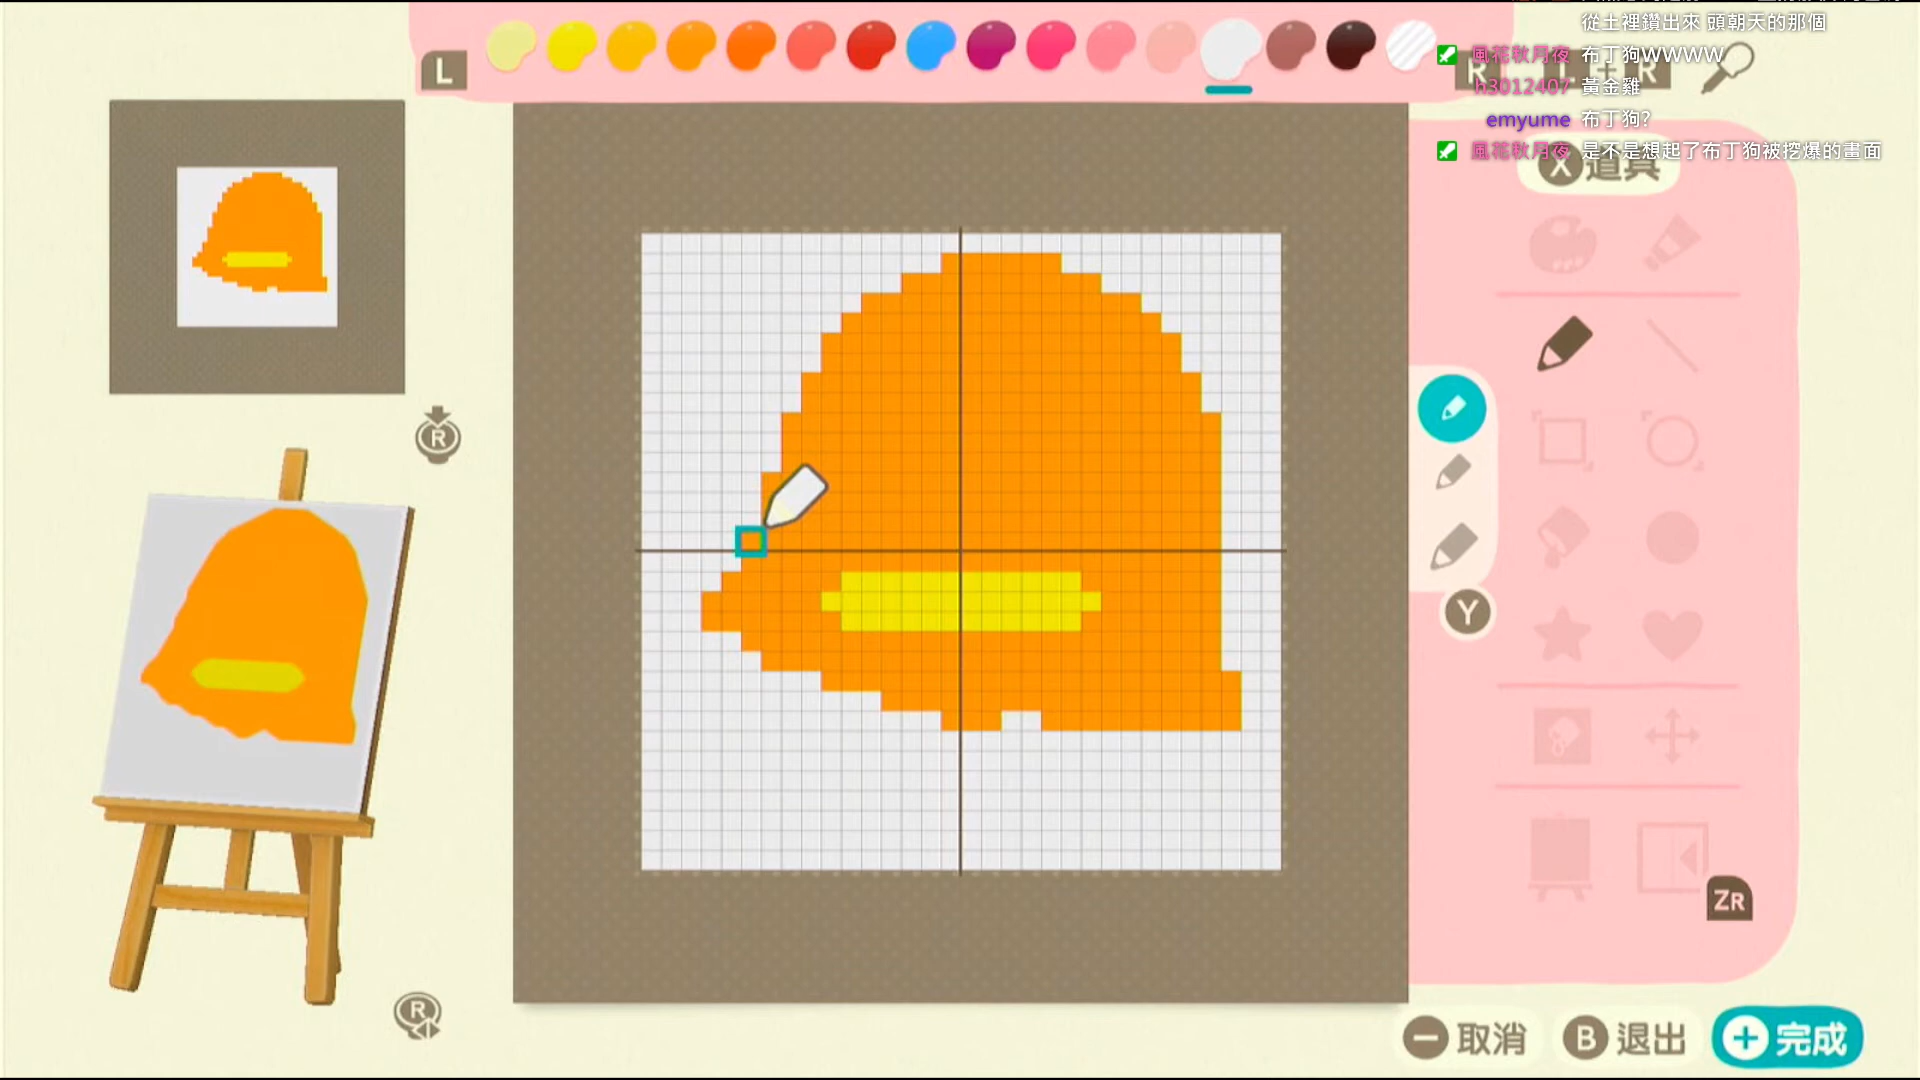 從土裡鑽出來 頭朝天的那個
風花秋月夜 布丁狗WWWW
h3012407 黃金雞
emyume 布丁狗?
風花秋月夜 是不是想起了布丁狗被挖爆的畫面
L
R
+ R
X 道具
R
Y
ZR
R
− 取消
B 退出
+ 完成